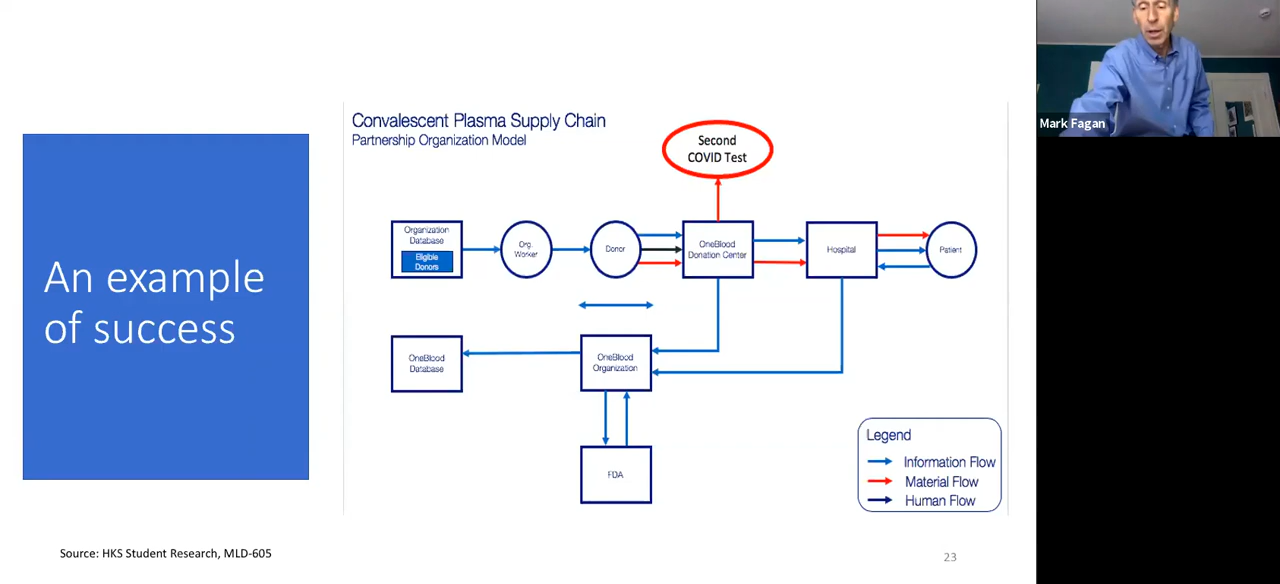 An example
of success
Convalescent Plasma Supply Chain
Partnership Organization Model
Second
COVID Test
Organization
Database
Eligible
Donors
Org.
Worker
Donor
OneBlood
Donation Center
Hospital
Patient
OneBlood
Database
OneBlood
Organization
FDA
Legend
Information Flow
Material Flow
Human Flow
Source: HKS Student Research, MLD-605
23
Mark Fagan